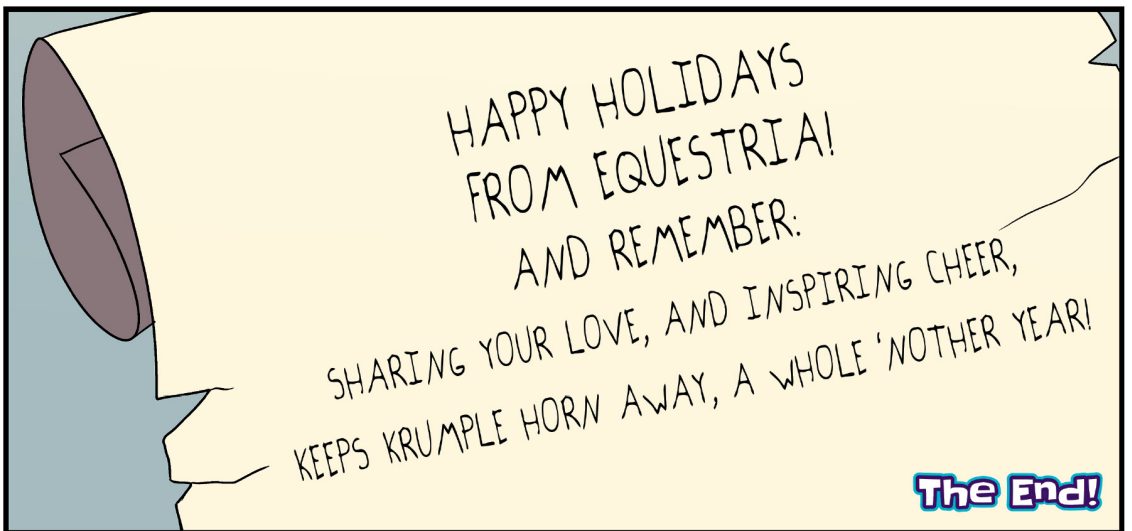 HAPPY HOLIDAYS
FROM EQUESTRIA!
AND REMEMBER:
SHARING YOUR LOVE, AND INSPIRING CHEER,
KEEPS KRUMPLE HORN AWAY, A WHOLE 'NOTHER YEAR!
The End!